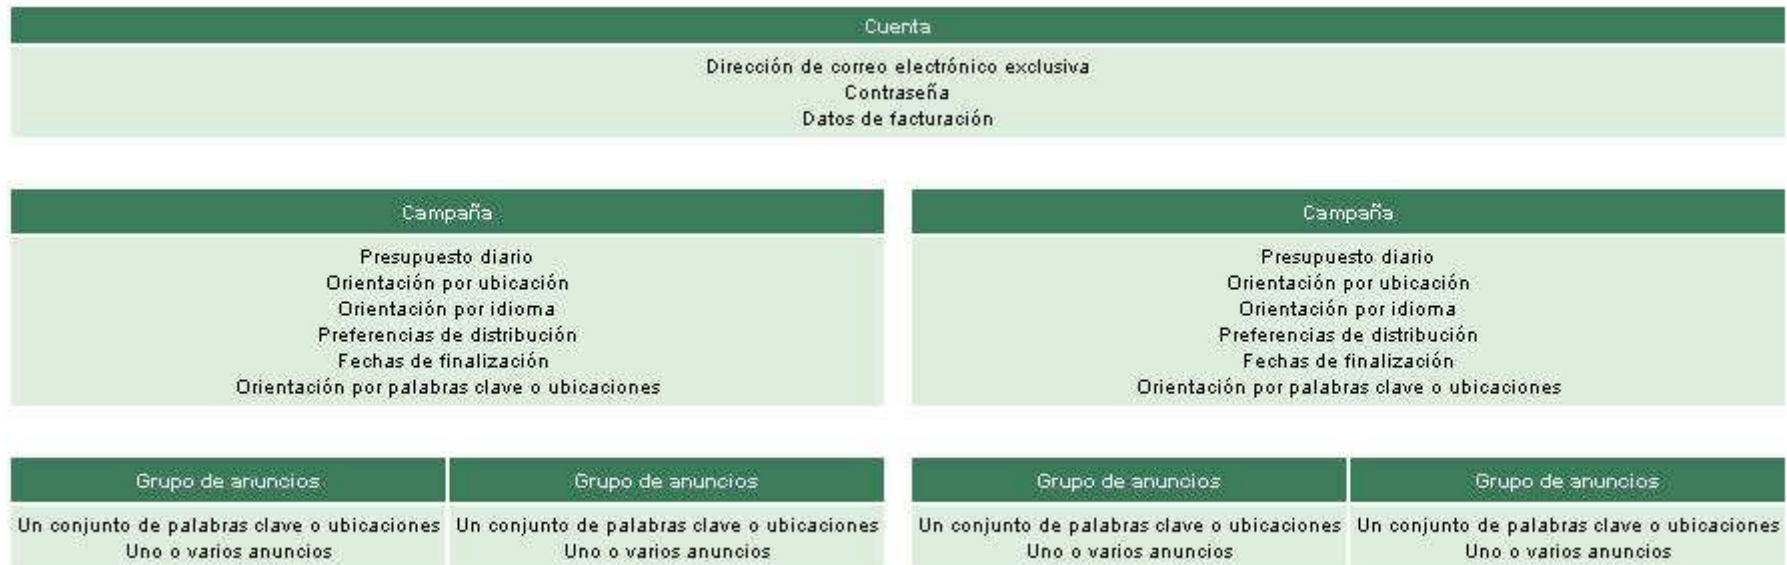 Cuenta
Dirección de correo electrónico exclusiva
Contraseña
Datos de facturación
Campaña
Presupuesto diario
Orientación por ubicación
Orientación por idioma
Preferencias de distribución
Fechas de finalización
Orientación por palabras clave o ubicaciones
Campaña
Presupuesto diario
Orientación por ubicación
Orientación por idioma
Preferencias de distribución
Fechas de finalización
Orientación por palabras clave o ubicaciones
Grupo de anuncios
Un conjunto de palabras clave o ubicaciones
Uno o varios anuncios
Grupo de anuncios
Un conjunto de palabras clave o ubicaciones
Uno o varios anuncios
Grupo de anuncios
Un conjunto de palabras clave o ubicaciones
Uno o varios anuncios
Grupo de anuncios
Un conjunto de palabras clave o ubicaciones
Uno o varios anuncios